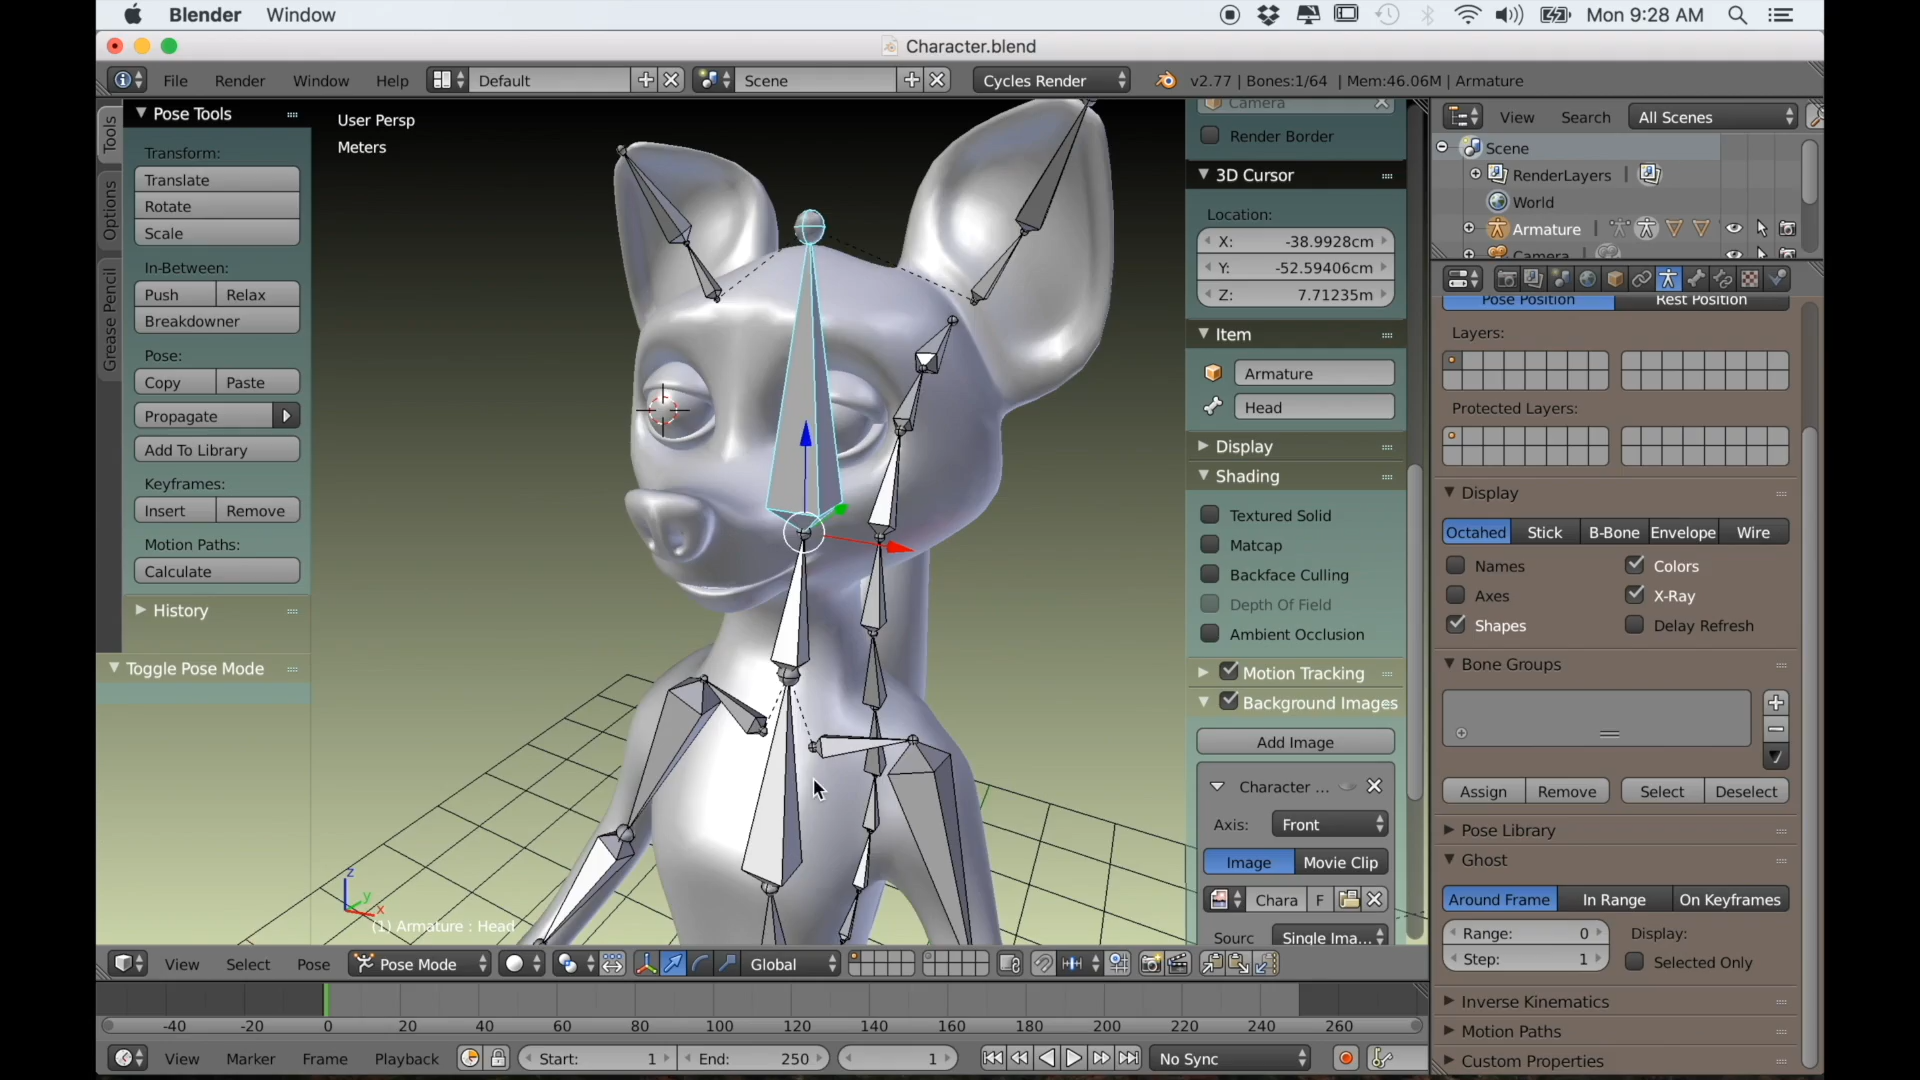 Blender Window Mon 9:28 AM
Character.blend
File Render Window Help Default Scene Cycles Render v2.77 | Bones:1/64 | Mem:46.06M | Armature
Tools
Options
Grease Pencil
Pose Tools
Transform:
Translate
Rotate
Scale
In-Between:
Push Relax
Breakdowner
Pose:
Copy Paste
Propagate
Add To Library
Keyframes:
Insert Remove
Motion Paths:
Calculate
History
Toggle Pose Mode
User Persp
Meters
z
y
x
(1) Armature : Head
Camera
Render Border
3D Cursor
Location:
X: -38.9928cm
Y: -52.59406cm
Z: 7.71235m
Item
Armature
Head
Display
Shading
Textured Solid
Matcap
Backface Culling
Depth Of Field
Ambient Occlusion
Motion Tracking
Background Images
Add Image
Character ...
Axis: Front
Image Movie Clip
Chara F
Sourc Single Ima...
View Search All Scenes
Scene
RenderLayers
World
Armature
Camera
Pose Position Rest Position
Layers:
Protected Layers:
Display
Octahed Stick B-Bone Envelope Wire
Names Colors
Axes X-Ray
Shapes Delay Refresh
Bone Groups
Assign Remove Select Deselect
Pose Library
Ghost
Around Frame In Range On Keyframes
Range: 0 Display:
Step: 1 Selected Only
Inverse Kinematics
Motion Paths
Custom Properties
View Select Pose Pose Mode Global
-40 -20 0 20 40 60 80 100 120 140 160 180 200 220 240 260
View Marker Frame Playback Start: 1 End: 250 1 No Sync